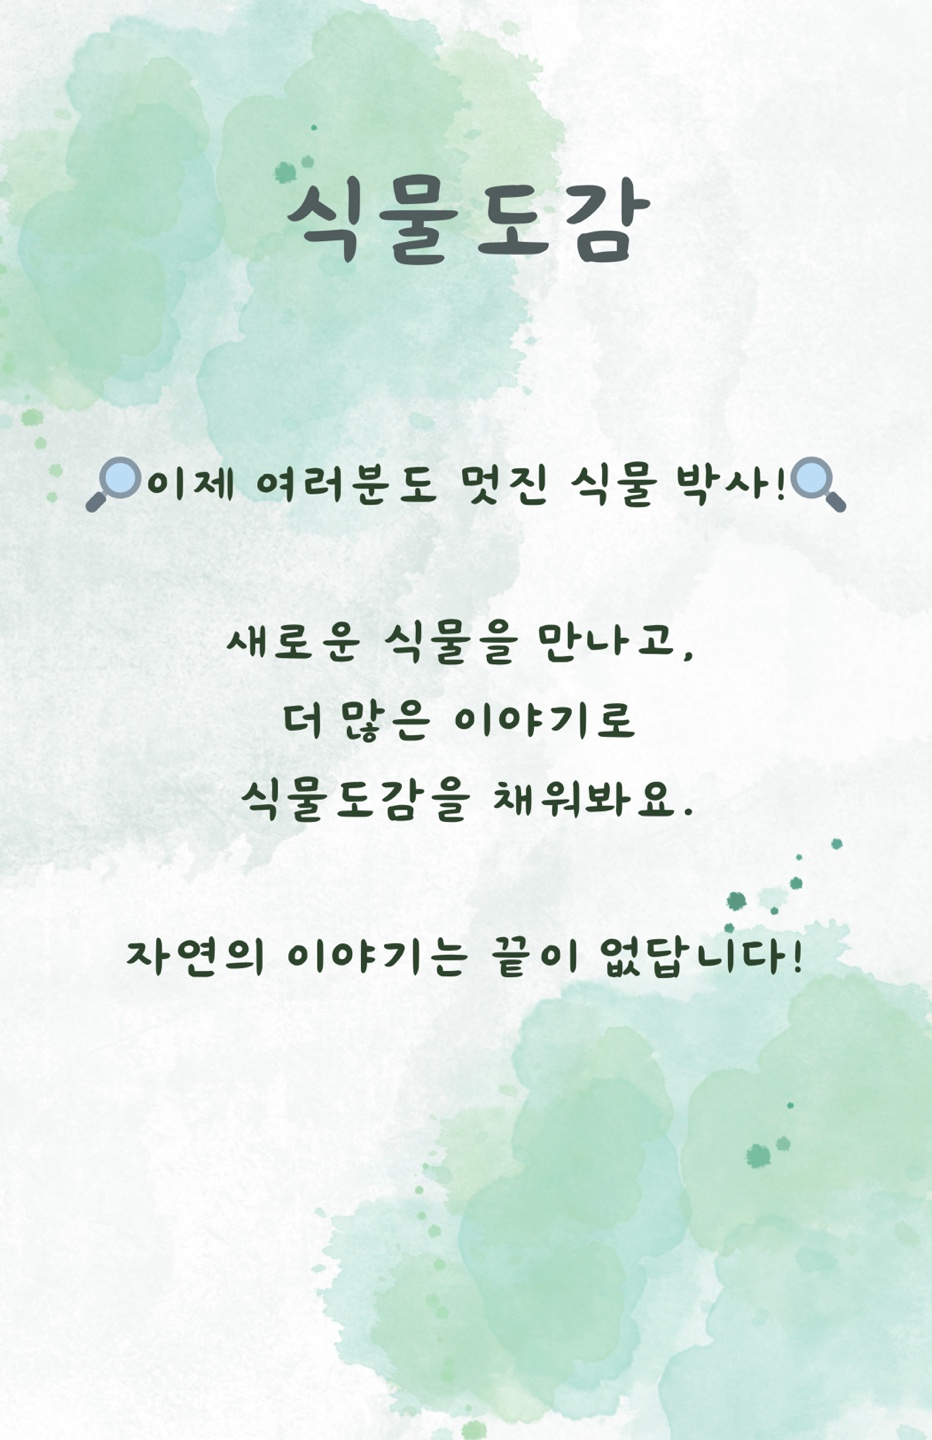 식물도감
이제 여러분도 멋진 식물 박사!
새로운 식물을 만나고,
더 많은 이야기로
식물도감을 채워봐요.
자연의 이야기는 끝이 없답니다!